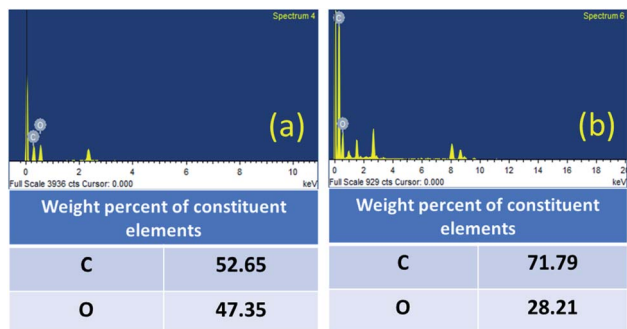 Spectrum 4
C
O
(a)
0 2 4 6 8 10
Full Scale 3936 cts Cursor: 0.000 keV
Weight percent of constituent
elements
C 52.65
O 47.35
Spectrum 6
C
O
(b)
0 2 4 6 8 10 12 14 16 18 20
Full Scale 929 cts Cursor: 0.000 keV
Weight percent of constituent
elements
C 71.79
O 28.21